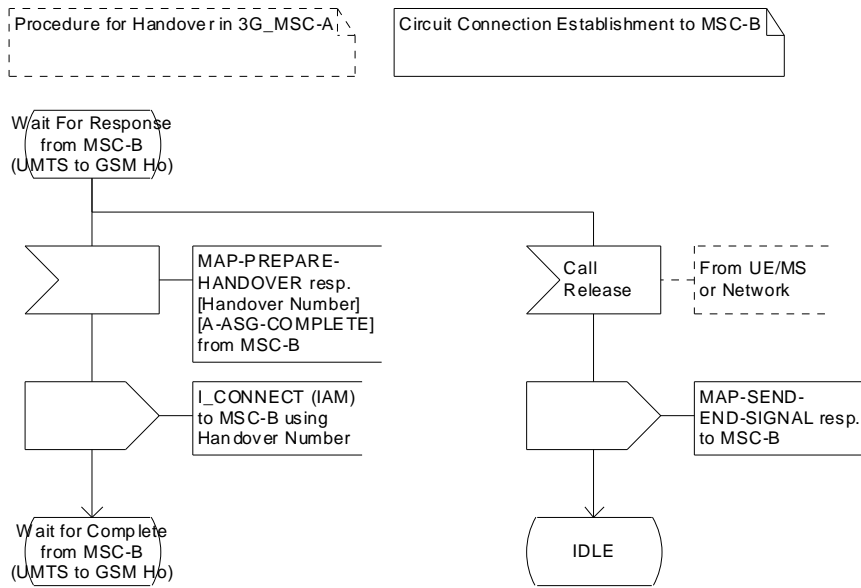 Procedure for Handover in 3G_MSC-A
Circuit Connection Establishment to MSC-B
Wait For Response
from MSC-B
(UMTS to GSM Ho)
MAP-PREPARE-
HANDOVER resp.
[Handover Number]
[A-ASG-COMPLETE]
from MSC-B
Call
Release
From UE/MS
or Network
I_CONNECT (IAM)
to MSC-B using
Handover Number
MAP-SEND-
END-SIGNAL resp.
to MSC-B
Wait for Complete
from MSC-B
(UMTS to GSM Ho)
IDLE